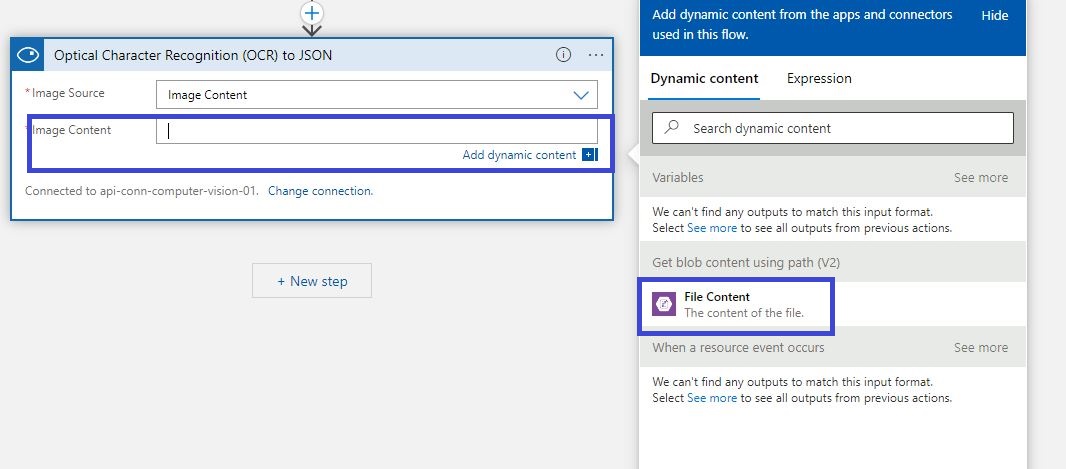 Optical Character Recognition (OCR) to JSON
*Image Source
Image Content
*Image Content
Add dynamic content
Connected to api-conn-computer-vision-01. Change connection.
+ New step
Add dynamic content from the apps and connectors
used in this flow.
Hide
Dynamic content
Expression
Search dynamic content
Variables
See more
We can't find any outputs to match this input format.
Select See more to see all outputs from previous actions.
Get blob content using path (V2)
File Content
The content of the file.
When a resource event occurs
See more
We can't find any outputs to match this input format.
Select See more to see all outputs from previous actions.